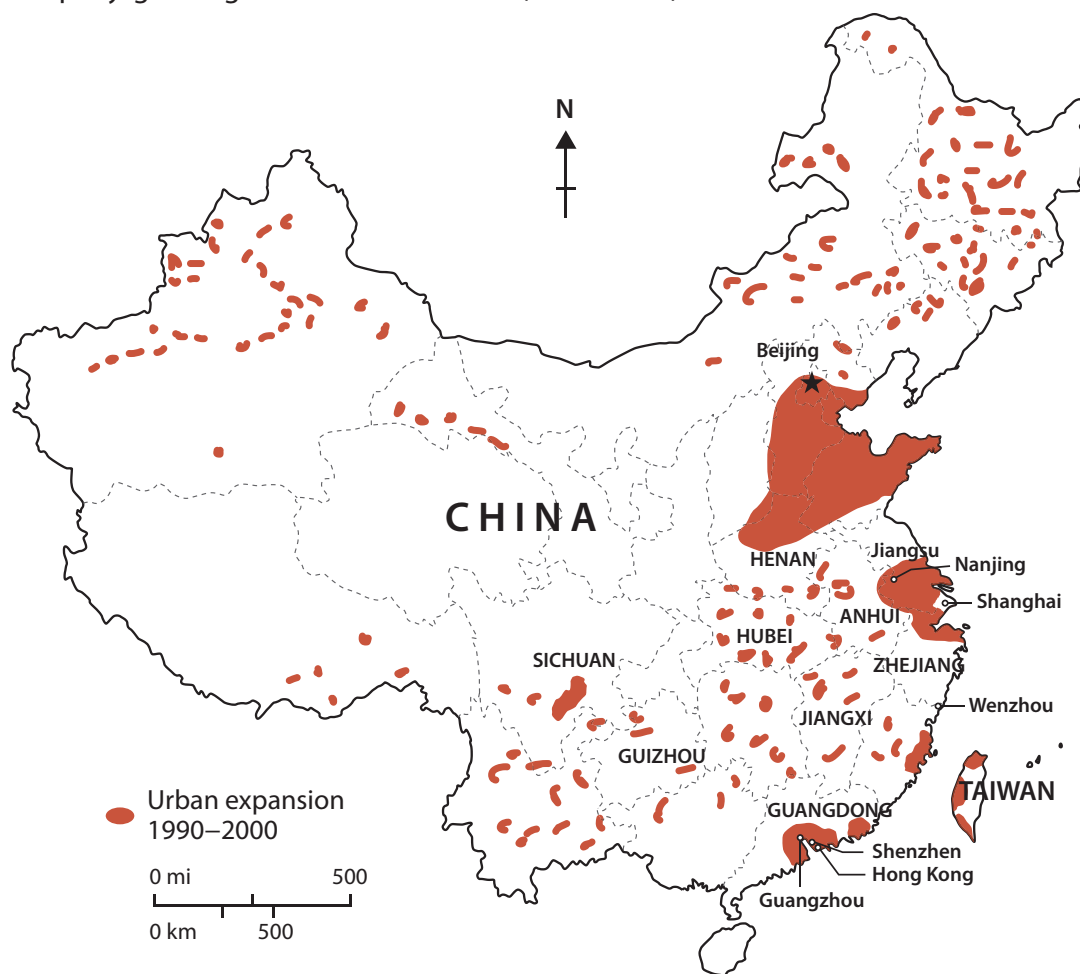 N
Beijing
CHINA
HENAN
Jiangsu
Nanjing
Shanghai
ANHUI
HUBEI
SICHUAN
ZHEJIANG
Wenzhou
JIANGXI
GUIZHOU
TAIWAN
GUANGDONG
Shenzhen
Hong Kong
Guangzhou
Urban expansion
1990–2000
0 mi 500
0 km 500